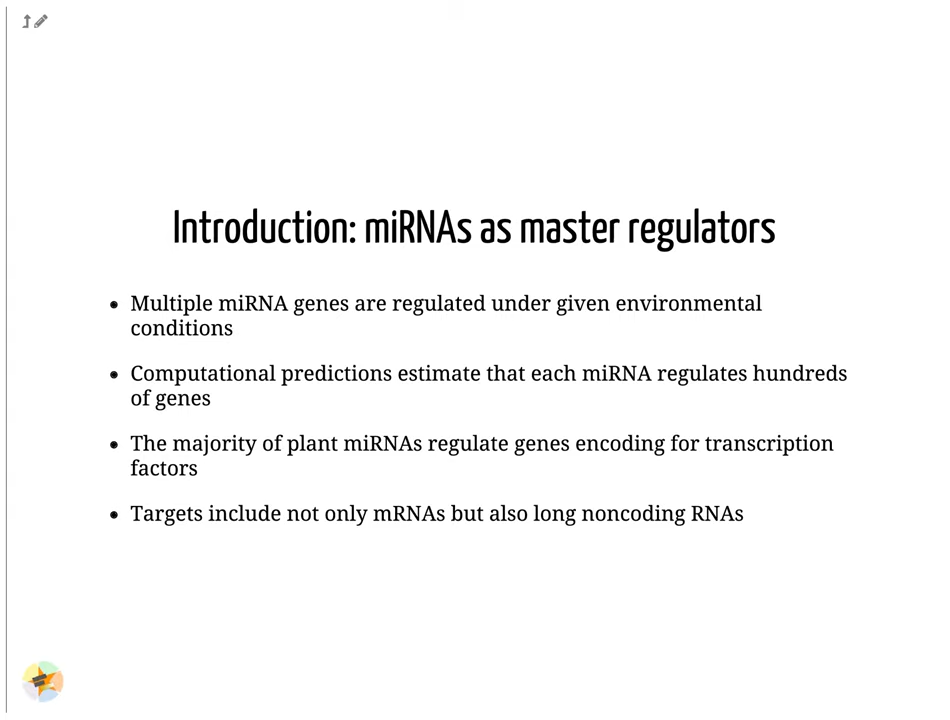 Introduction: miRNAs as master regulators
Multiple miRNA genes are regulated under given environmental
conditions
Computational predictions estimate that each miRNA regulates hundreds
of genes
The majority of plant miRNAs regulate genes encoding for transcription
factors
Targets include not only mRNAs but also long noncoding RNAs